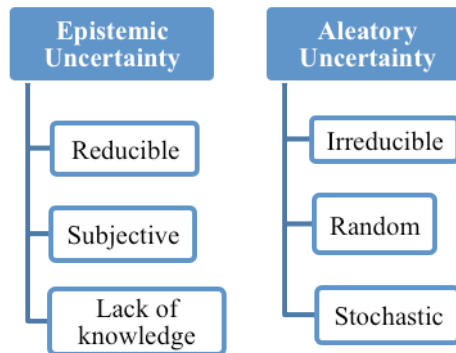 Epistemic
Uncertainty
Reducible
Subjective
Lack of
knowledge
Aleatory
Uncertainty
Irreducible
Random
Stochastic